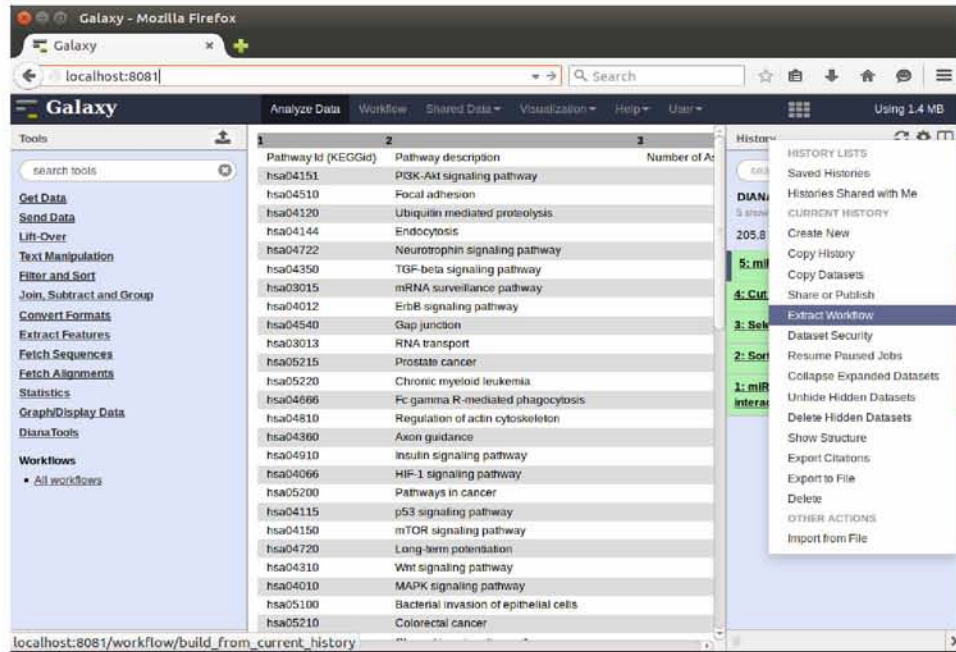 Galaxy - Mozilla Firefox
Galaxy
localhost:8081
Search
Galaxy
Analyze Data Workflow Shared Data Visualization Help User
Using 1.4 MB
Tools
search tools
Get Data
Send Data
Lift-Over
Text Manipulation
Filter and Sort
Join, Subtract and Group
Convert Formats
Extract Features
Fetch Sequences
Fetch Alignments
Statistics
Graph/Display Data
DianaTools
Workflows
All workflows
1 2 3
Pathway Id (KEGGid) Pathway description Number of As
hsa04151 PI3K-Akt signaling pathway
hsa04510 Focal adhesion
hsa04120 Ubiquitin mediated proteolysis
hsa04144 Endocytosis
hsa04722 Neurotrophin signaling pathway
hsa04350 TGF-beta signaling pathway
hsa03015 mRNA surveillance pathway
hsa04012 ErbB signaling pathway
hsa04540 Gap junction
hsa03013 RNA transport
hsa05215 Prostate cancer
hsa05220 Chronic myeloid leukemia
hsa04666 Fc gamma R-mediated phagocytosis
hsa04810 Regulation of actin cytoskeleton
hsa04360 Axon guidance
hsa04910 Insulin signaling pathway
hsa04066 HIF-1 signaling pathway
hsa05200 Pathways in cancer
hsa04115 p53 signaling pathway
hsa04150 mTOR signaling pathway
hsa04720 Long-term potentiation
hsa04310 Wnt signaling pathway
hsa04010 MAPK signaling pathway
hsa05100 Bacterial invasion of epithelial cells
hsa05210 Colorectal cancer
History
DIANA
205.8
5: mi
4: Cut
3: Sele
2: Sort
1: miR
interac
HISTORY LISTS
Saved Histories
Histories Shared with Me
CURRENT HISTORY
Create New
Copy History
Copy Datasets
Share or Publish
Extract Workflow
Dataset Security
Resume Paused Jobs
Collapse Expanded Datasets
Unhide Hidden Datasets
Delete Hidden Datasets
Show Structure
Export Citations
Export to File
Delete
OTHER ACTIONS
Import from File
localhost:8081/workflow/build_from_current_history